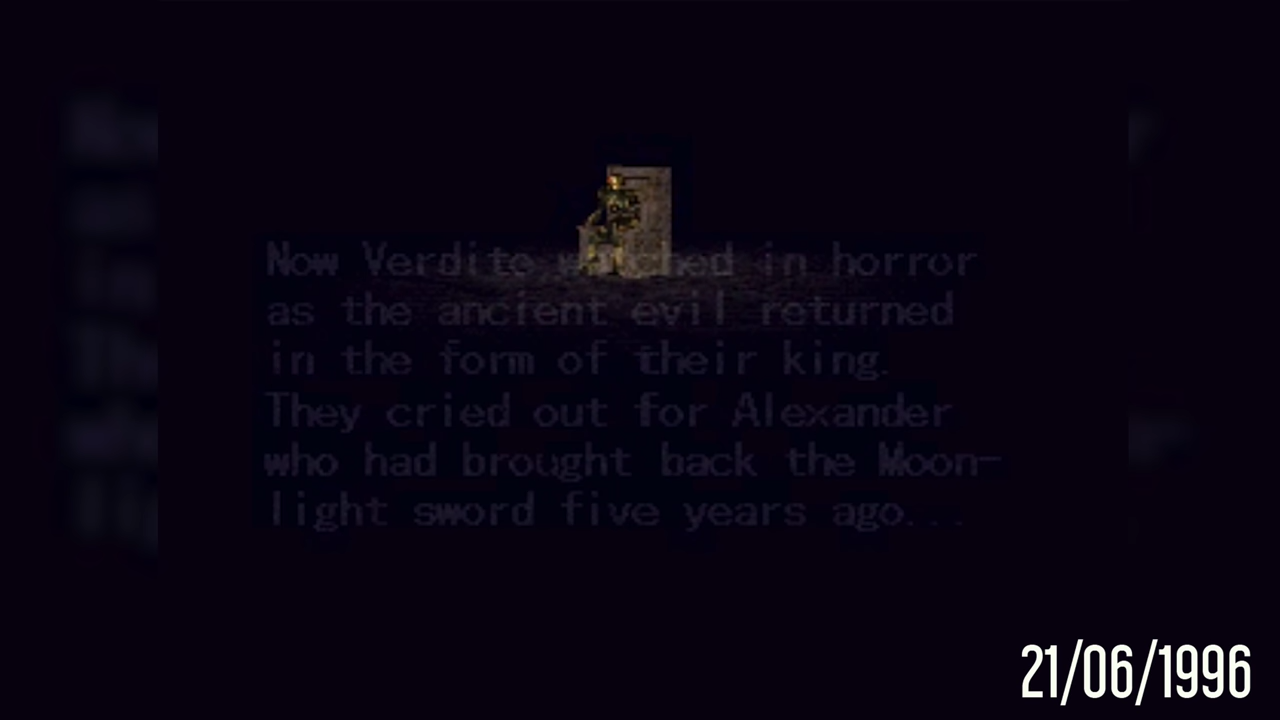 Now Verdite watched in horror
as the ancient evil returned
in the form of their king.
They cried out for Alexander
who had brought back the Moon-
light sword five years ago...
21/06/1996